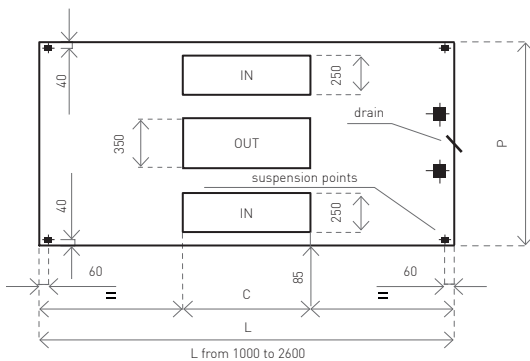 40
IN
250
drain
350
OUT
P
suspension points
40
IN
250
60
=
C
85
=
60
L
L from 1000 to 2600